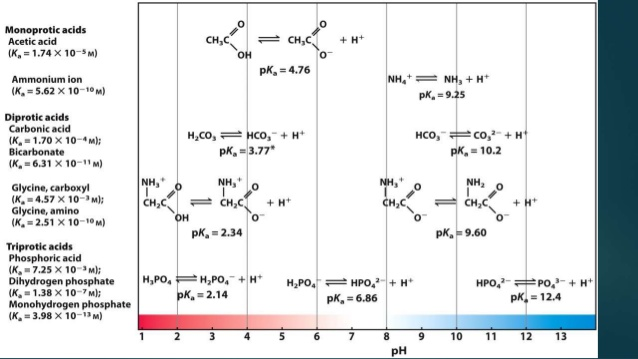 Monoprotic acids
Acetic acid
(Kₐ = 1.74 × 10⁻⁵ M)
CH₃C
O
OH
⇌ CH₃C
O
O⁻
+ H⁺
pKₐ = 4.76
Ammonium ion
(Kₐ = 5.62 × 10⁻¹⁰ M)
NH₄⁺ ⇌ NH₃ + H⁺
pKₐ = 9.25
Diprotic acids
Carbonic acid
(Kₐ = 1.70 × 10⁻⁴ M);
Bicarbonate
(Kₐ = 6.31 × 10⁻¹¹ M)
H₂CO₃ ⇌ HCO₃⁻ + H⁺
pKₐ = 3.77*
HCO₃⁻ ⇌ CO₃²⁻ + H⁺
pKₐ = 10.2
Glycine, carboxyl
(Kₐ = 4.57 × 10⁻³ M);
Glycine, amino
(Kₐ = 2.51 × 10⁻¹⁰ M)
NH₃⁺
O
CH₂C
OH
⇌
NH₃⁺
O
CH₂C
O⁻
+ H⁺
pKₐ = 2.34
NH₃⁺
O
CH₂C
O⁻
⇌
NH₂
O
CH₂C
O⁻
+ H⁺
pKₐ = 9.60
Triprotic acids
Phosphoric acid
(Kₐ = 7.25 × 10⁻³ M);
Dihydrogen phosphate
(Kₐ = 1.38 × 10⁻⁷ M);
Monohydrogen phosphate
(Kₐ = 3.98 × 10⁻¹³ M)
H₃PO₄ ⇌ H₂PO₄⁻ + H⁺
pKₐ = 2.14
H₂PO₄⁻ ⇌ HPO₄²⁻ + H⁺
pKₐ = 6.86
HPO₄²⁻ ⇌ PO₄³⁻ + H⁺
pKₐ = 12.4
1 2 3 4 5 6 7 8 9 10 11 12 13
pH